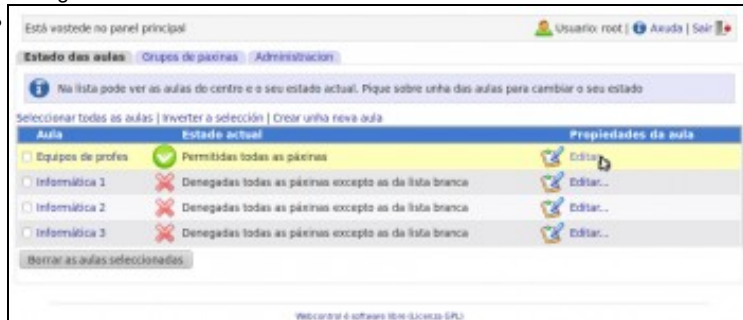 Está vostede no panel principal
Usuario: root | Axuda | Sair
Estado das aulas Grupos de paxinas Administracion
Na lista pode ver as aulas do centro e o seu estado actual. Pique sobre unha das aulas para cambiar o seu estado
Seleccionar todas as aulas | Inverter a selección | Crear unha nova aula
Aula Estado actual Propiedades da aula
Equipos de profes Permitidas todas as páxinas Editar...
Informática 1 Denegadas todas as páxinas excepto as da lista branca Editar...
Informática 2 Denegadas todas as páxinas excepto as da lista branca Editar...
Informática 3 Denegadas todas as páxinas excepto as da lista branca Editar...
Borrar as aulas seleccionadas
Webcontrol é software libre (Licenza GPL)